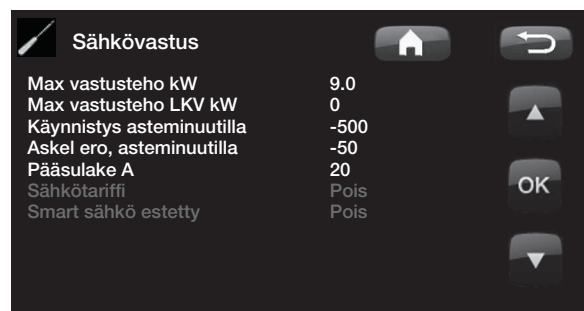 Sähkövastus
Max vastusteho kW 9.0
Max vastusteho LKV kW 0
Käynnistys asteminuutilla -500
Askel ero, asteminuutilla -50
Pääsulake A 20
Sähkötariffi Pois
Smart sähkö estetty Pois
OK